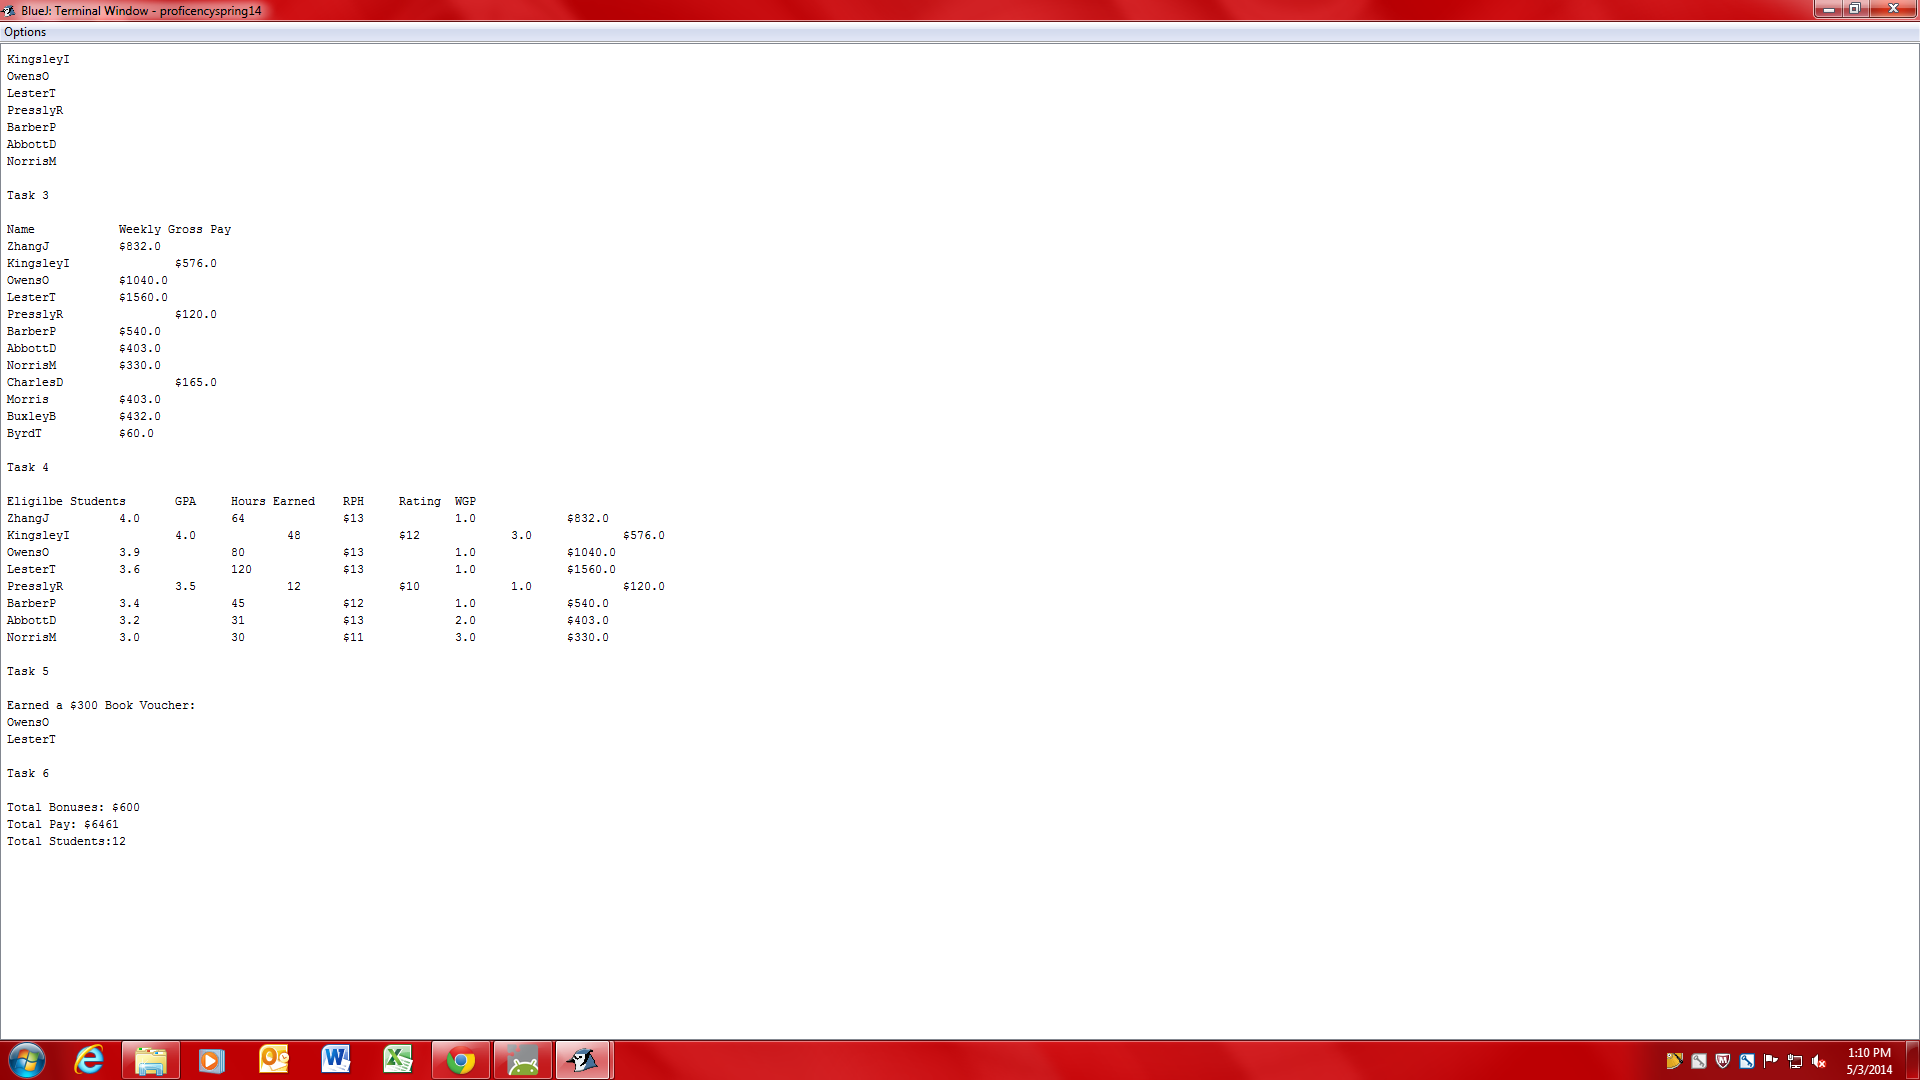 BlueJ: Terminal Window - proficencyspring14
Options
KingsleyI
OwensO
LesterT
PresslyR
BarberP
AbbottD
NorrisM
Task 3
Name Weekly Gross Pay
ZhangJ $832.0
KingsleyI $576.0
OwensO $1040.0
LesterT $1560.0
PresslyR $120.0
BarberP $540.0
AbbottD $403.0
NorrisM $330.0
CharlesD $165.0
Morris $403.0
BuxleyB $432.0
ByrdT $60.0
Task 4
Eligilbe Students GPA Hours Earned RPH Rating WGP
ZhangJ 4.0 64 $13 1.0 $832.0
KingsleyI 4.0 48 $12 3.0 $576.0
OwensO 3.9 80 $13 1.0 $1040.0
LesterT 3.6 120 $13 1.0 $1560.0
PresslyR 3.5 12 $10 1.0 $120.0
BarberP 3.4 45 $12 1.0 $540.0
AbbottD 3.2 31 $13 2.0 $403.0
NorrisM 3.0 30 $11 3.0 $330.0
Task 5
Earned a $300 Book Voucher:
OwensO
LesterT
Task 6
Total Bonuses: $600
Total Pay: $6461
Total Students:12
1:10 PM
5/3/2014